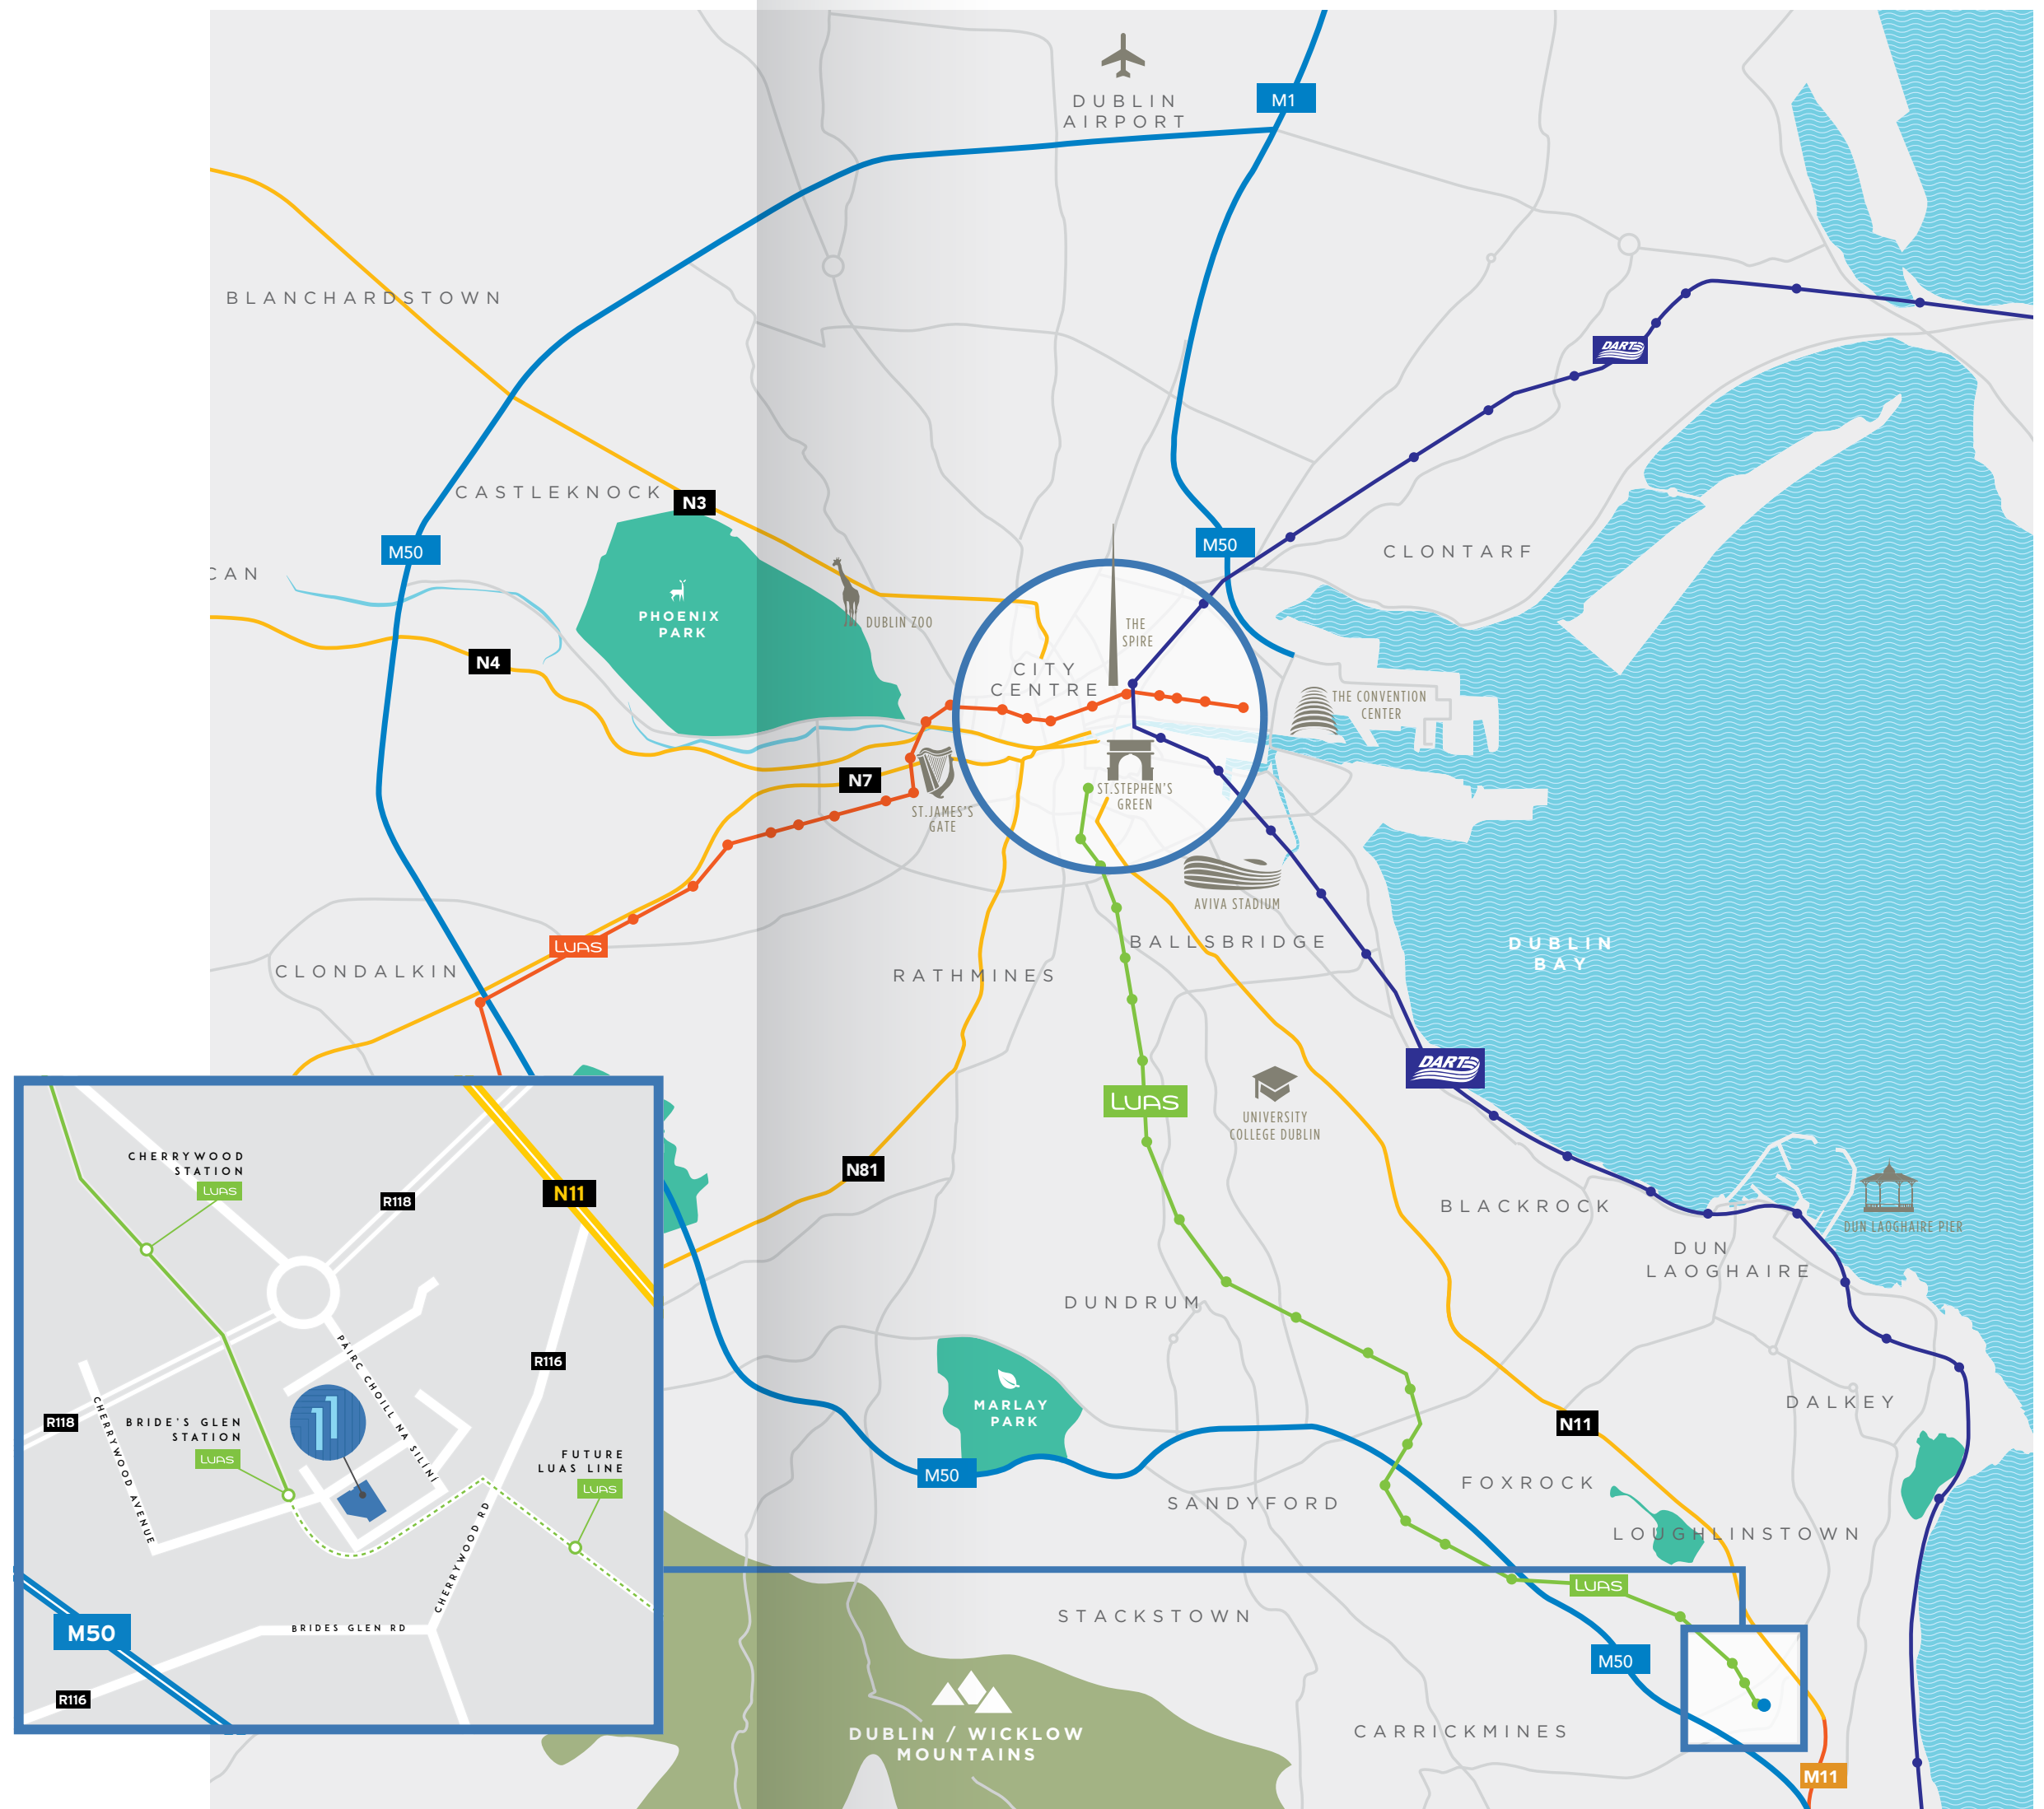 DUBLIN
AIRPORT
M1
BLANCHARDSTOWN
DART
CASTLEKNOCK
N3
M50
M50
CLONTARF
CAN
PHOENIX
PARK
DUBLIN ZOO
THE
SPIRE
N4
CITY
CENTRE
THE CONVENTION
CENTER
N7
ST.JAMES'S
GATE
ST.STEPHEN'S
GREEN
AVIVA STADIUM
LUAS
BALLSBRIDGE
DUBLIN
BAY
CLONDALKIN
RATHMINES
DART
LUAS
UNIVERSITY
COLLEGE DUBLIN
N81
BLACKROCK
DUN LAOGHAIRE PIER
DUN
LAOGHAIRE
DUNDRUM
MARLAY
PARK
DALKEY
N11
M50
FOXROCK
SANDYFORD
LOUGHLINSTOWN
LUAS
STACKSTOWN
M50
DUBLIN / WICKLOW
MOUNTAINS
CARRICKMINES
M11
CHERRYWOOD
STATION
LUAS
R118
N11
PÁIRC CHOILL NA SILÍNÍ
R116
CHERRYWOOD AVENUE
R118
BRIDE'S GLEN
STATION
LUAS
FUTURE
LUAS LINE
LUAS
CHERRYWOOD RD
M50
BRIDES GLEN RD
R116